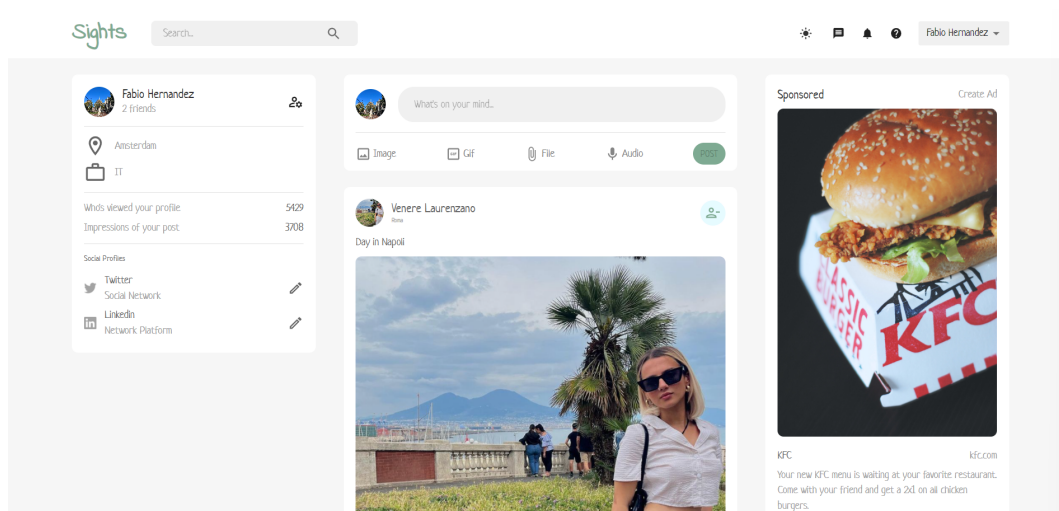 Sights
Search...
Fabio Hernandez
Fabio Hernandez
2 friends
Amsterdam
IT
Who's viewed your profile 5429
Impressions of your post 3708
Social Profiles
Twitter
Social Network
Linkedin
Network Platform
What's on your mind...
Image Gif File Audio POST
Venere Laurenzano
Roma
Day in Napoli
Sponsored Create Ad
CLASSIC
BURGER
KFC
KFC kfc.com
Your new KFC menu is waiting at your favorite restaurant.
Come with your friend and get a 2x1 on all chicken
burgers.